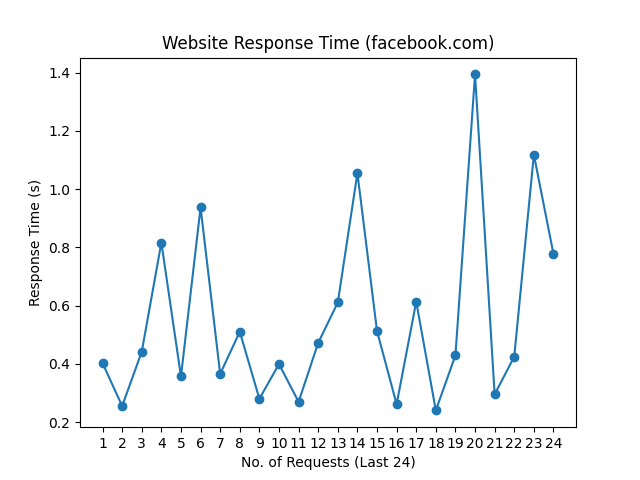 Website Response Time (facebook.com)
Response Time (s)
1.4
1.2
1.0
0.8
0.6
0.4
0.2
1 2 3 4 5 6 7 8 9 10 11 12 13 14 15 16 17 18 19 20 21 22 23 24
No. of Requests (Last 24)